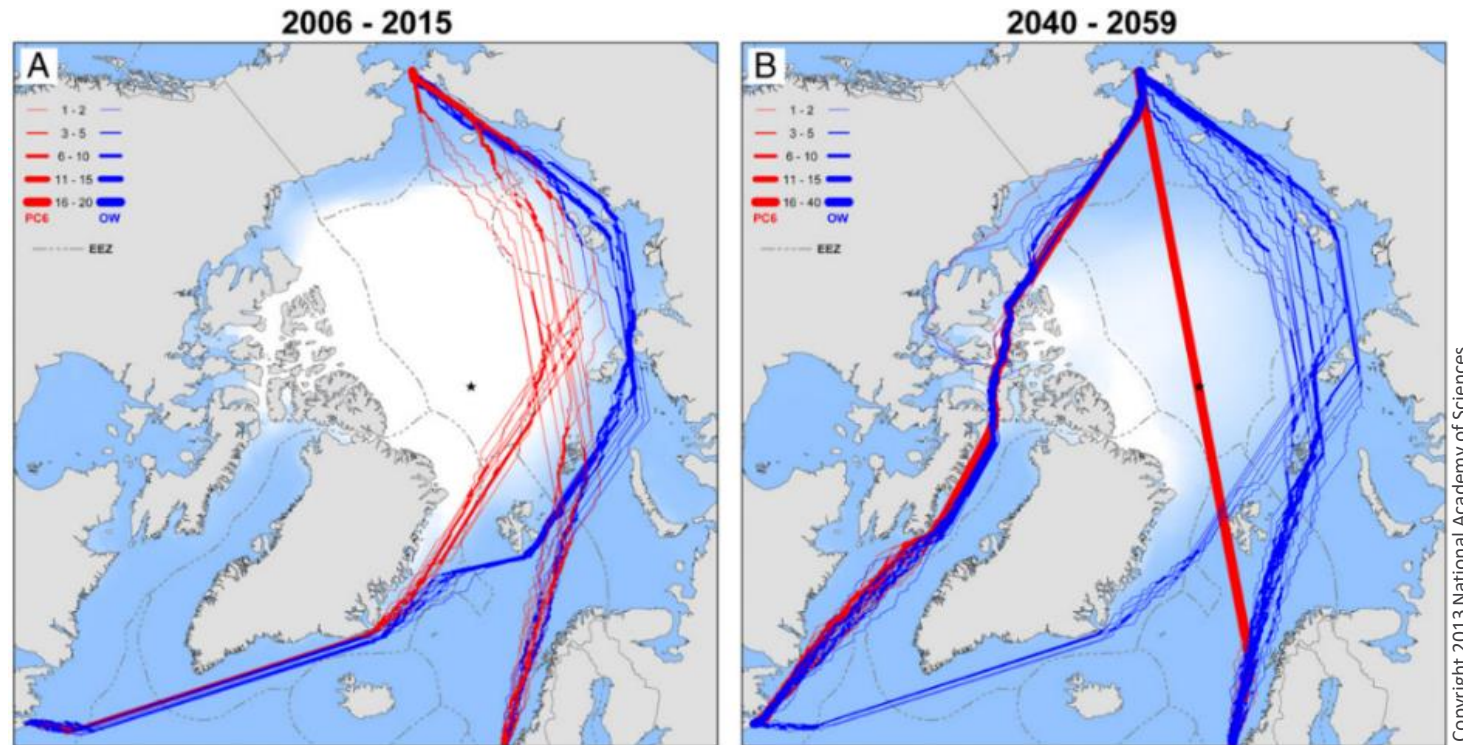 2006 - 2015
A
1 - 2
3 - 5
6 - 10
11 - 15
16 - 20
PC6 OW
EEZ
2040 - 2059
B
1 - 2
3 - 5
6 - 10
11 - 15
16 - 40
PC6 OW
EEZ
Copyright 2013 National Academy of Sciences